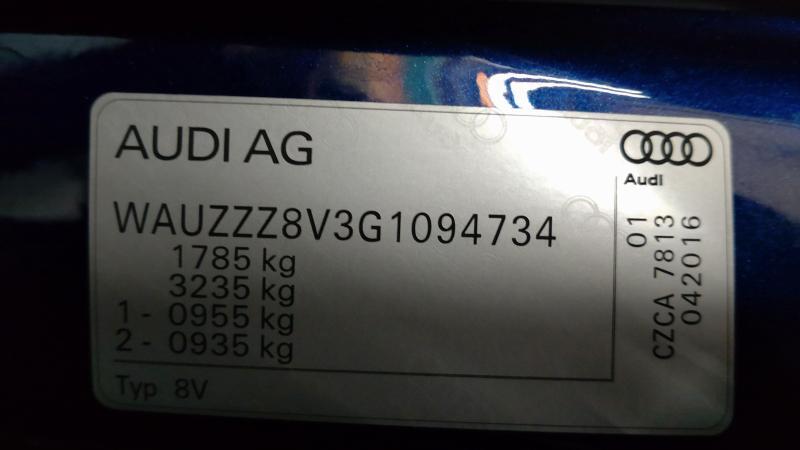 AUDI AG
Audi
WAUZZZ8V3G1094734
1785 kg
3235 kg
1 - 0955 kg
2 - 0935 kg
Typ 8V
01
CZCA 7813
042016